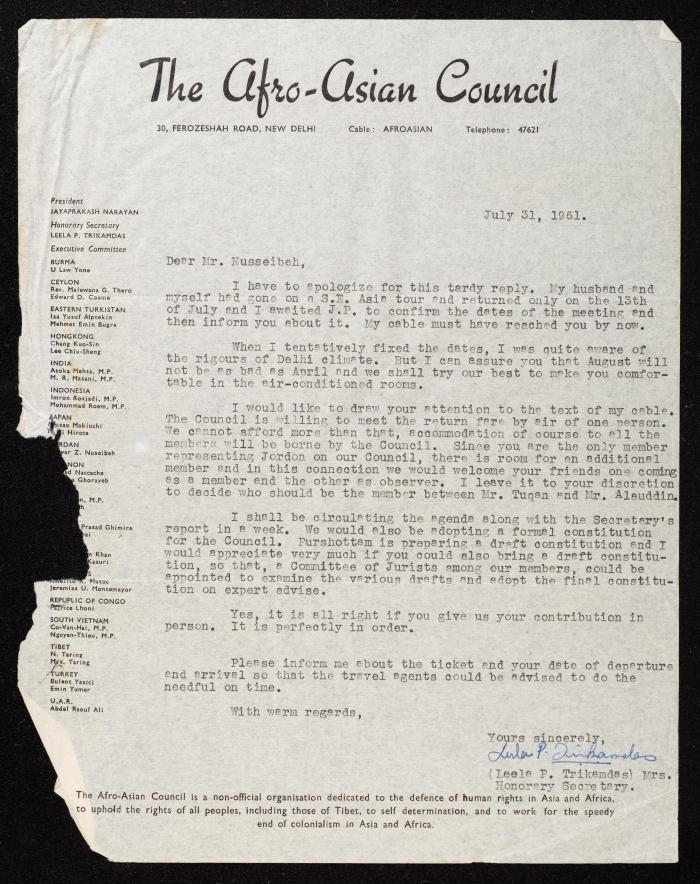 The Afro-Asian Council
30, FEROZESHAH ROAD, NEW DELHI Cable: AFROASIAN Telephone: 47621
President
JAYAPRAKASH NARAYAN
Honorary Secretary
LEELA P. TRIKAMDAS
Executive Committee
BURMA
U Law Yone
CEYLON
Rev. Malewana G. Thero
Edward D. Cosme
EASTERN TURKISTAN
Isa Yusuf Alptekin
Mehmet Emin Bugra
HONGKONG
Chang Kuo-Sin
Lee Chiu-Sheng
INDIA
Asoka Mehta, M.P.
M. R. Masani, M.P.
INDONESIA
Imron Rosjadi, M.P.
Mohammad Roem, M.P.
JAPAN
Makiuchi
Hirota
Z. Nuseibeh
Naccache
Ghorayeb
M.P.
Prasad Ghimire
Khan
Kasuri
Mutuc
Jeremias U. Montemayor
REPUBLIC OF CONGO
Patrice Lhoni
SOUTH VIETNAM
Co-Van-Hai, M.P.
Nguyen-Thieu, M.P.
TIBET
N. Taring
Mrs. Taring
TURKEY
Bulent Yazici
Emin Yamer
U.A.R.
Abdel Raouf Ali
July 31, 1961.
Dear Mr. Nusseibeh,
I have to apologize for this tardy reply. My husband and
myself had gone on a S.E. Asia tour and returned only on the 13th
of July and I awaited J.P. to confirm the dates of the meeting and
then inform you about it. My cable must have reached you by now.
When I tentatively fixed the dates, I was quite aware of
the rigours of Delhi climate. But I can assure you that August will
not be as bad as April and we shall try our best to make you comfor-
table in the air-conditioned rooms.
I would like to draw your attention to the text of my cable.
The Council is willing to meet the return fare by air of one person.
We cannot afford more than that, accommodation of course to all the
members will be borne by the Council. Since you are the only member
representing Jordon on our Council, there is room for an additional
member and in this connection we would welcome your friends one coming
as a member and the other as observer. I leave it to your discretion
to decide who should be the member between Mr. Tuqan and Mr. Alauddin.
I shall be circulating the agenda along with the Secretary's
report in a week. We would also be adopting a formal constitution
for the Council. Purshottam is preparing a draft constitution and I
would appreciate very much if you could also bring a draft constitu-
tion, so that, a Committee of Jurists among our members, could be
appointed to examine the various drafts and adopt the final constitu-
tion on expert advise.
Yes, it is all right if you give us your contribution in
person. It is perfectly in order.
Please inform me about the ticket and your date of departure
and arrival so that the travel agents could be advised to do the
needful on time.
With warm regards,
Yours sincerely,
Leela P. Trikamdas
(Leela P. Trikamdas) Mrs.
Honorary Secretary.
The Afro-Asian Council is a non-official organisation dedicated to the defence of human rights in Asia and Africa,
to uphold the rights of all peoples, including those of Tibet, to self determination, and to work for the speedy
end of colonialism in Asia and Africa.